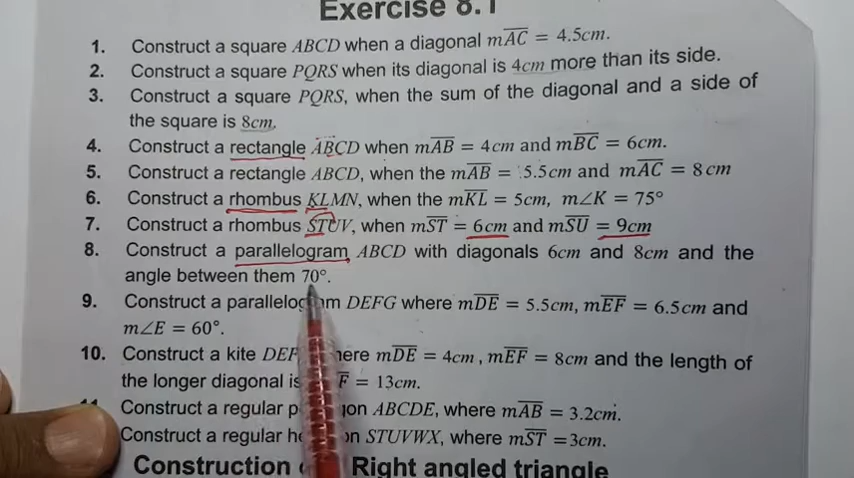 Exercise 8.1
1. Construct a square ABCD when a diagonal mAC̅ = 4.5cm.
2. Construct a square PQRS when its diagonal is 4cm more than its side.
3. Construct a square PQRS, when the sum of the diagonal and a side of
the square is 8cm.
4. Construct a rectangle ABCD when mAB̅ = 4cm and mBC̅ = 6cm.
5. Construct a rectangle ABCD, when the mAB̅ = 5.5cm and mAC̅ = 8cm
6. Construct a rhombus KLMN, when the mKL̅ = 5cm, m∠K = 75°
7. Construct a rhombus STUV, when mST̅ = 6cm and mSU̅ = 9cm
8. Construct a parallelogram ABCD with diagonals 6cm and 8cm and the
angle between them 70°.
9. Construct a parallelogram DEFG where mDE̅ = 5.5cm, mEF̅ = 6.5cm and
m∠E = 60°.
10. Construct a kite mDE̅ = 4cm, mEF̅ = 8cm and the length of
the longer diagonal is = 13cm.
Construct a regular ABCDE, where mAB̅ = 3.2cm.
Construct a regular STUVWX, where mST̅ =3cm.
Construction Right angled triangle